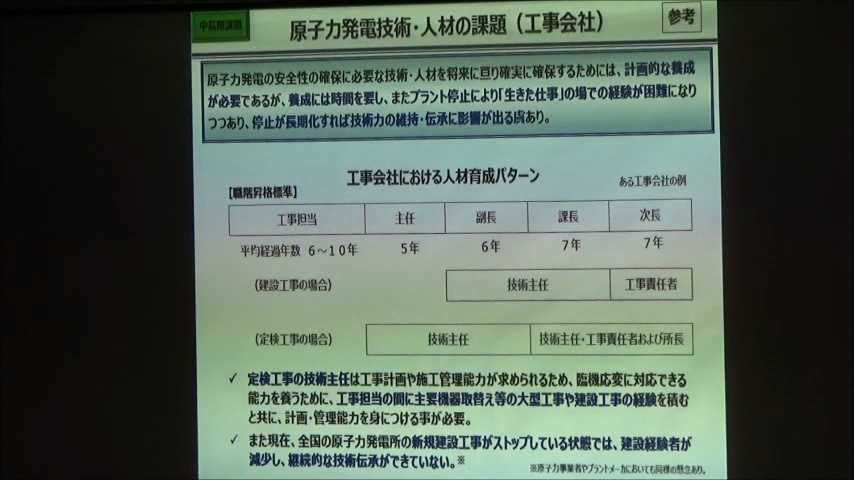 中長期課題
原子力発電技術・人材の課題（工事会社）
参考
原子力発電の安全性の確保に必要な技術・人材を将来に亘り確実に確保するためには、計画的な養成
が必要であるが、養成には時間を要し、またプラント停止により「生きた仕事」の場での経験が困難になり
つつあり、停止が長期化すれば技術力の維持・伝承に影響が出る虞あり。
工事会社における人材育成パターン
ある工事会社の例
【職階昇格標準】
工事担当 主任 副長 課長 次長
平均経過年数 6～10年 5年 6年 7年 7年
（建設工事の場合） 技術主任 工事責任者
（定検工事の場合） 技術主任 技術主任・工事責任者および所長
✓ 定検工事の技術主任は工事計画や施工管理能力が求められるため、臨機応変に対応できる
能力を養うために、工事担当の間に主要機器取替え等の大型工事や建設工事の経験を積む
と共に、計画・管理能力を身につける事が必要。
✓ また現在、全国の原子力発電所の新規建設工事がストップしている状態では、建設経験者が
減少し、継続的な技術伝承ができていない。※
※原子力事業者やプラントメーカにおいても同様の懸念あり。